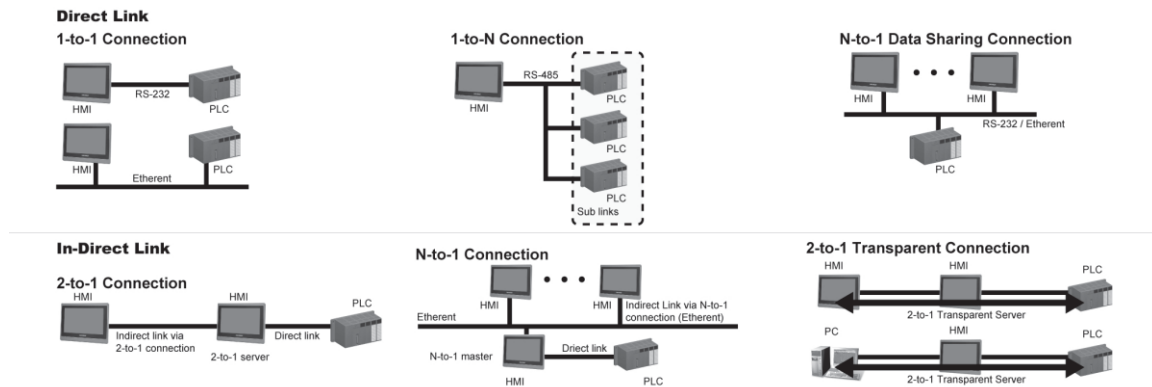 Direct Link
1-to-1 Connection
HMI
RS-232
PLC
HMI
Etherent
PLC
1-to-N Connection
HMI
RS-485
PLC
PLC
PLC
Sub links
N-to-1 Data Sharing Connection
HMI
HMI
RS-232 / Etherent
PLC
In-Direct Link
2-to-1 Connection
HMI
HMI
PLC
Indirect link via
2-to-1 connection
Direct link
2-to-1 server
N-to-1 Connection
HMI
HMI
Indirect Link via N-to-1
connection (Etherent)
Etherent
N-to-1 master
Driect link
HMI
PLC
2-to-1 Transparent Connection
HMI
HMI
PLC
2-to-1 Transparent Server
PC
HMI
PLC
2-to-1 Transparent Server